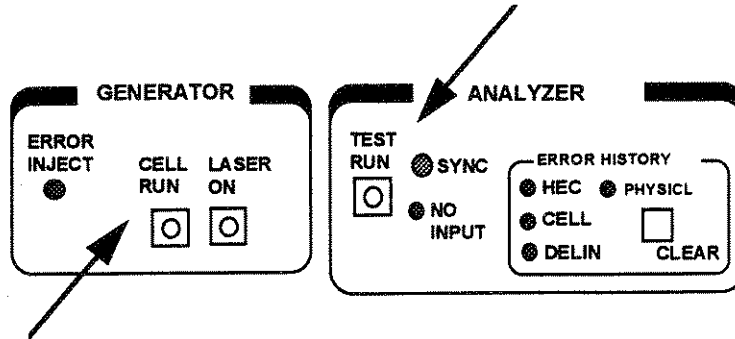 GENERATOR
ERROR
INJECT
CELL
RUN
LASER
ON
ANALYZER
TEST
RUN
SYNC
NO
INPUT
ERROR HISTORY
HEC
PHYSICL
CELL
DELIN
CLEAR